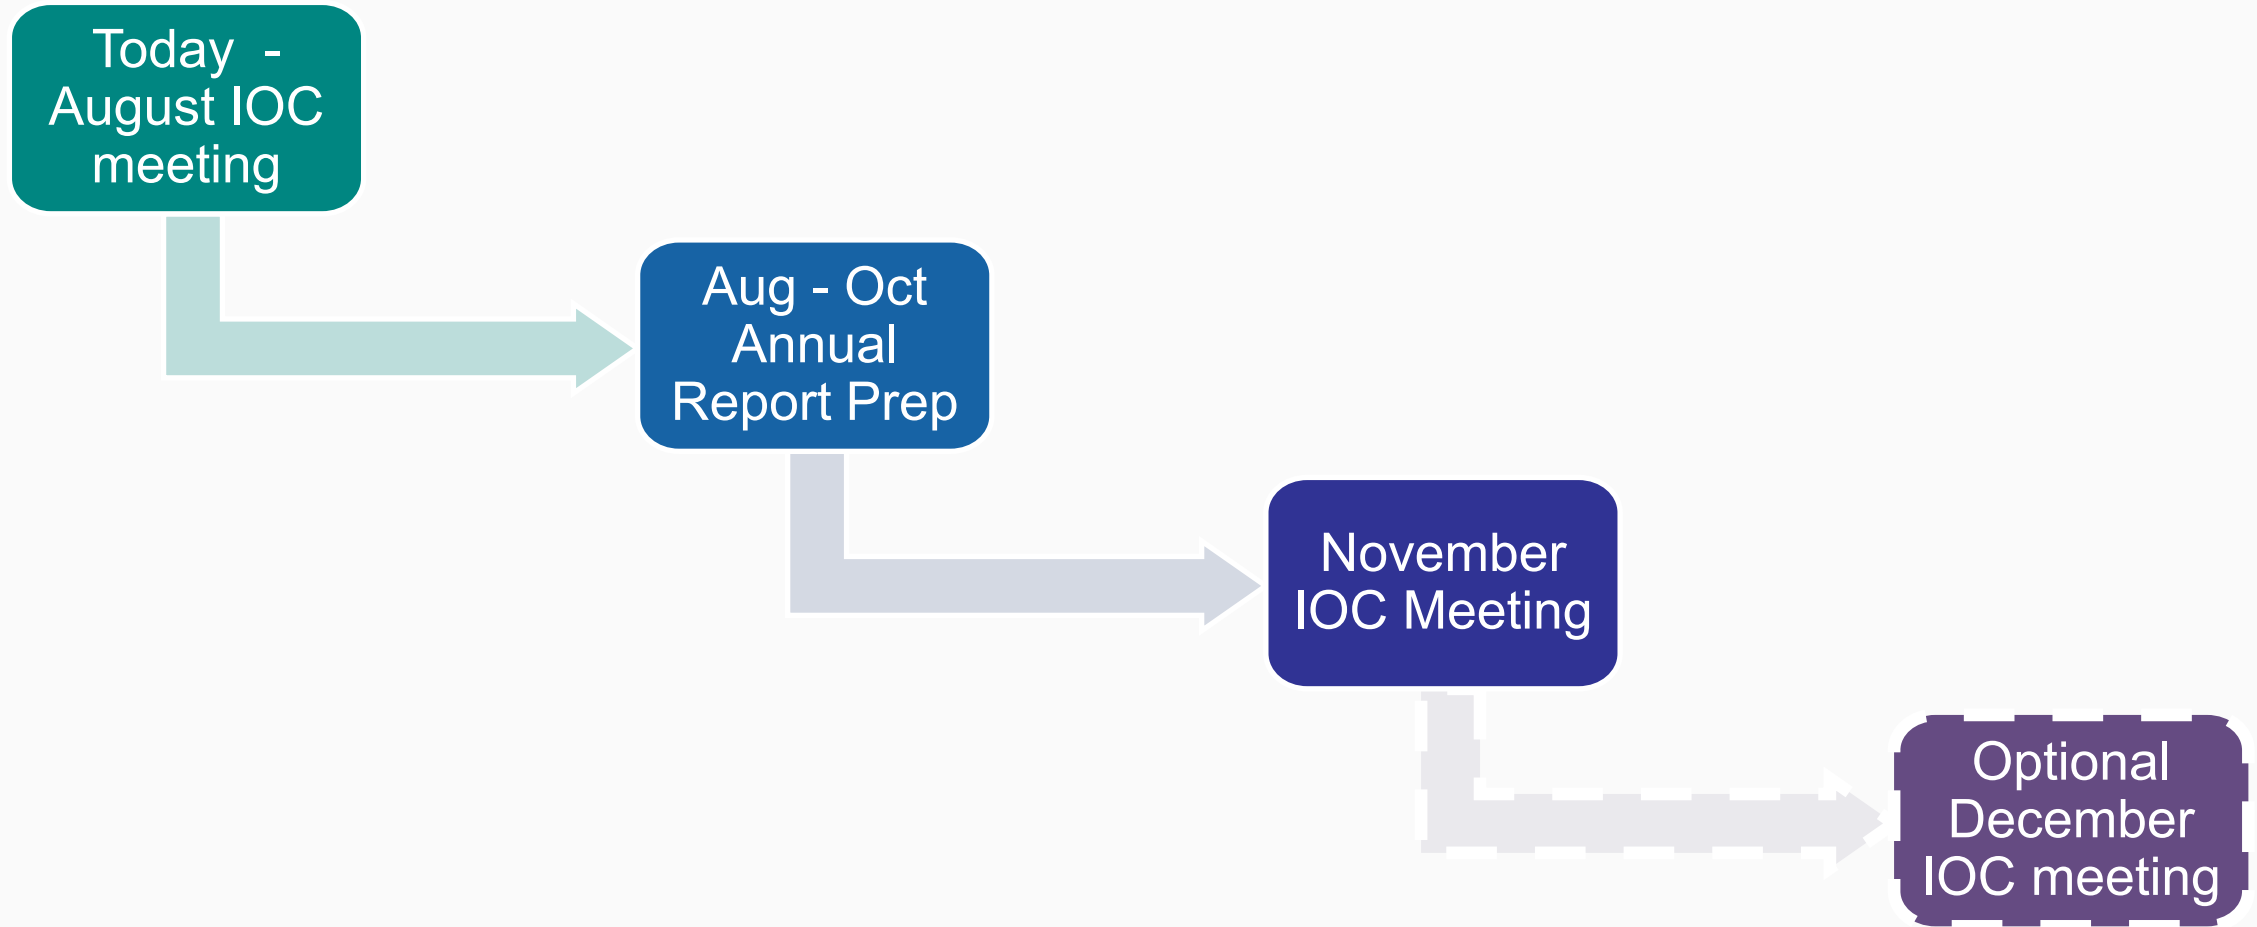 Today -
August IOC
meeting
Aug - Oct
Annual
Report Prep
November
IOC Meeting
Optional
December
IOC meeting